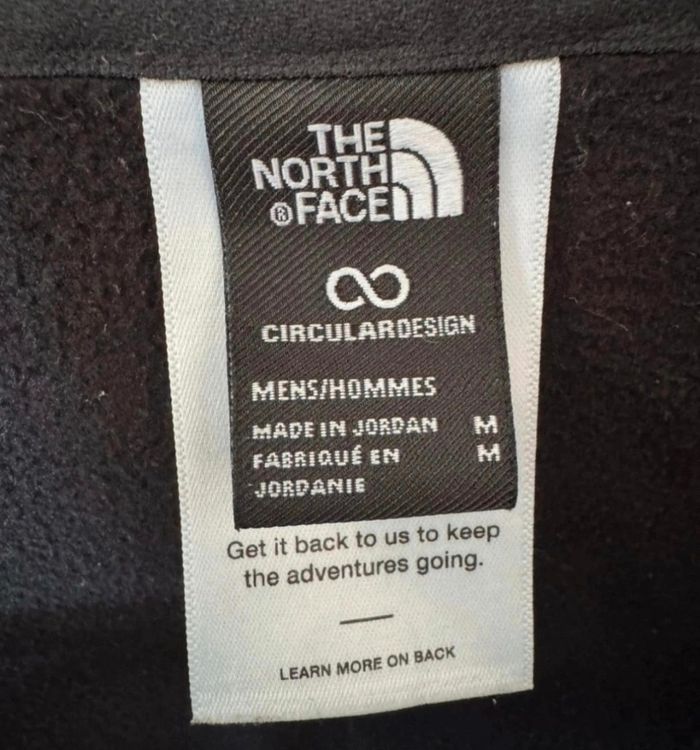 THE
NORTH
®FACE
CIRCULARDESIGN
MENS/HOMMES
MADE IN JORDAN M
FABRIQUÉ EN M
JORDANIE
Get it back to us to keep
the adventures going.
LEARN MORE ON BACK